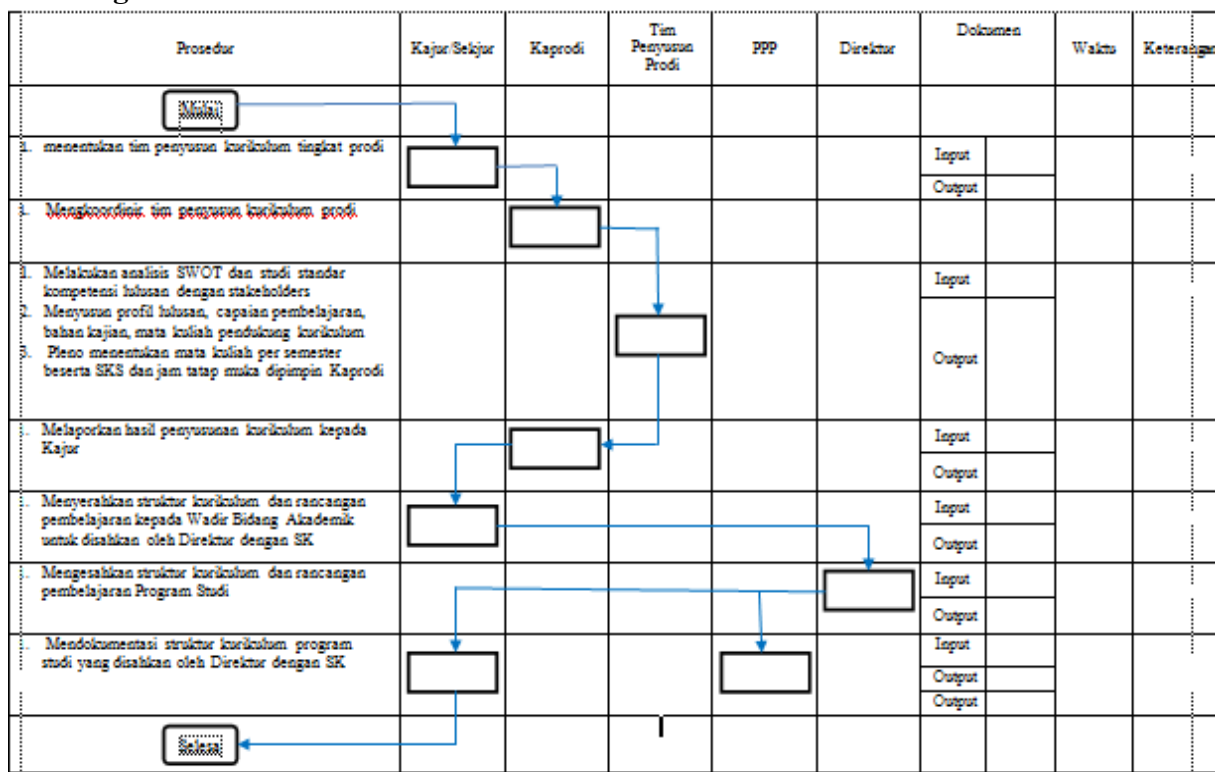 Prosedur
Kajur/Sekjur
Kaprodi
Tim
Penyusun
Prodi
PPP
Direktur
Dokumen
Waktu
Keterangan
Mulai
1. menentukan tim penyusun kurikulum tingkat prodi
Input
Output
1. Mengkoordinir tim penyusun kurikulum prodi
1. Melakukan analisis SWOT dan studi standar
kompetensi lulusan dengan stakeholders
2. Menyusun profil lulusan, capaian pembelajaran,
bahan kajian, mata kuliah pendukung kurikulum
3. Pleno menentukan mata kuliah per semester
beserta SKS dan jam tatap muka dipimpin Kaprodi
Input
Output
Melaporkan hasil penyusunan kurikulum kepada
Kajur
Input
Output
Menyerahkan struktur kurikulum dan rancangan
pembelajaran kepada Wadir Bidang Akademik
untuk disahkan oleh Direktur dengan SK
Input
Output
Mengesahkan struktur kurikulum dan rancangan
pembelajaran Program Studi
Input
Output
Mendokumentasi struktur kurikulum program
studi yang disahkan oleh Direktur dengan SK
Input
Output
Output
Selesai